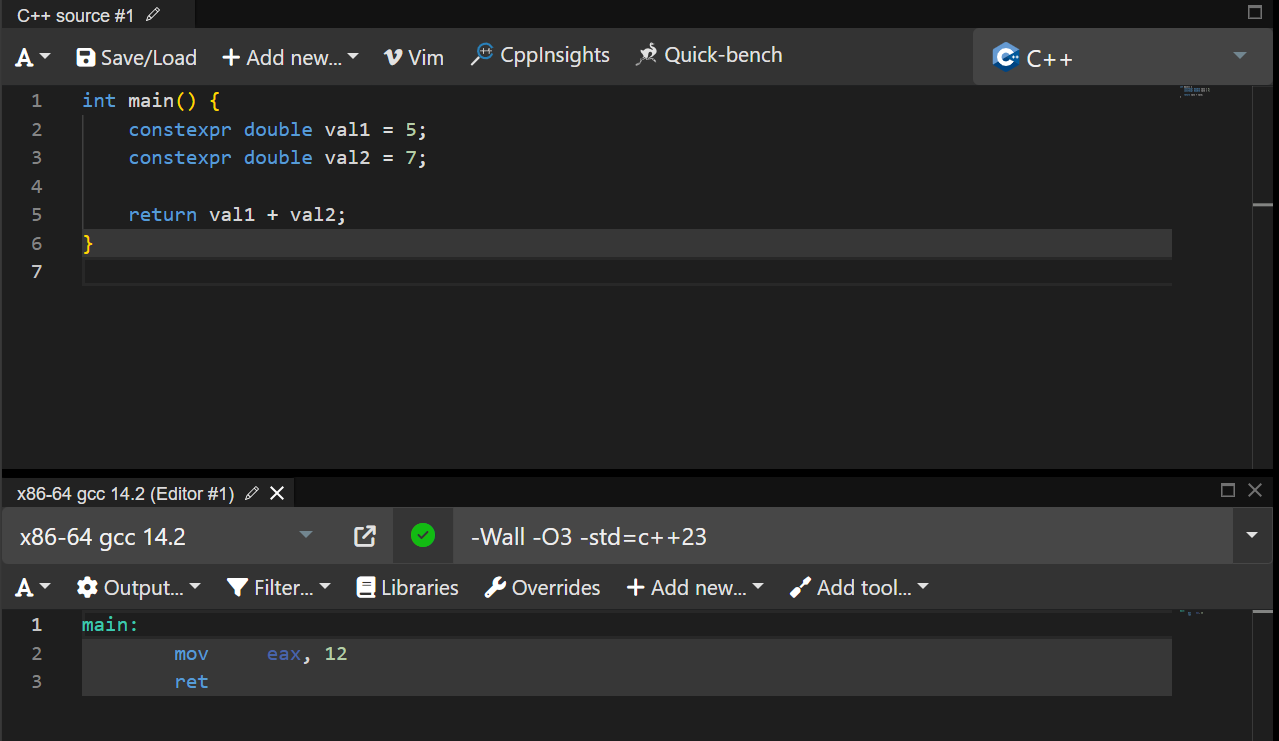 C++ source #1
A Save/Load + Add new... Vim CppInsights Quick-bench C++
1 int main() {
2 constexpr double val1 = 5;
3 constexpr double val2 = 7;
4
5 return val1 + val2;
6 }
7
x86-64 gcc 14.2 (Editor #1)
x86-64 gcc 14.2 -Wall -O3 -std=c++23
A Output... Filter... Libraries Overrides + Add new... Add tool...
1 main:
2 mov eax, 12
3 ret